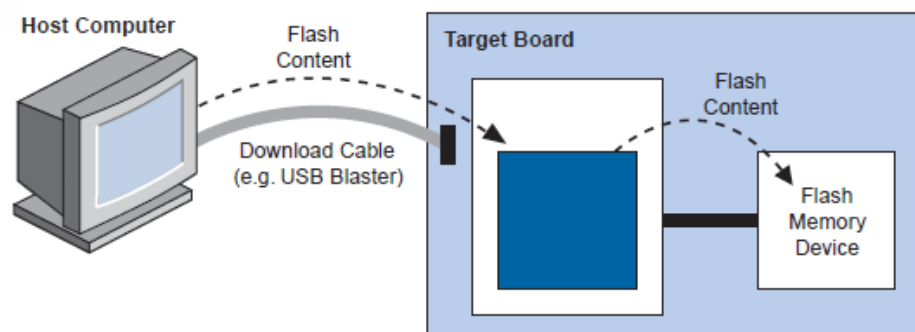 Host Computer
Flash
Content
Download Cable
(e.g. USB Blaster)
Target Board
Flash
Content
Flash
Memory
Device